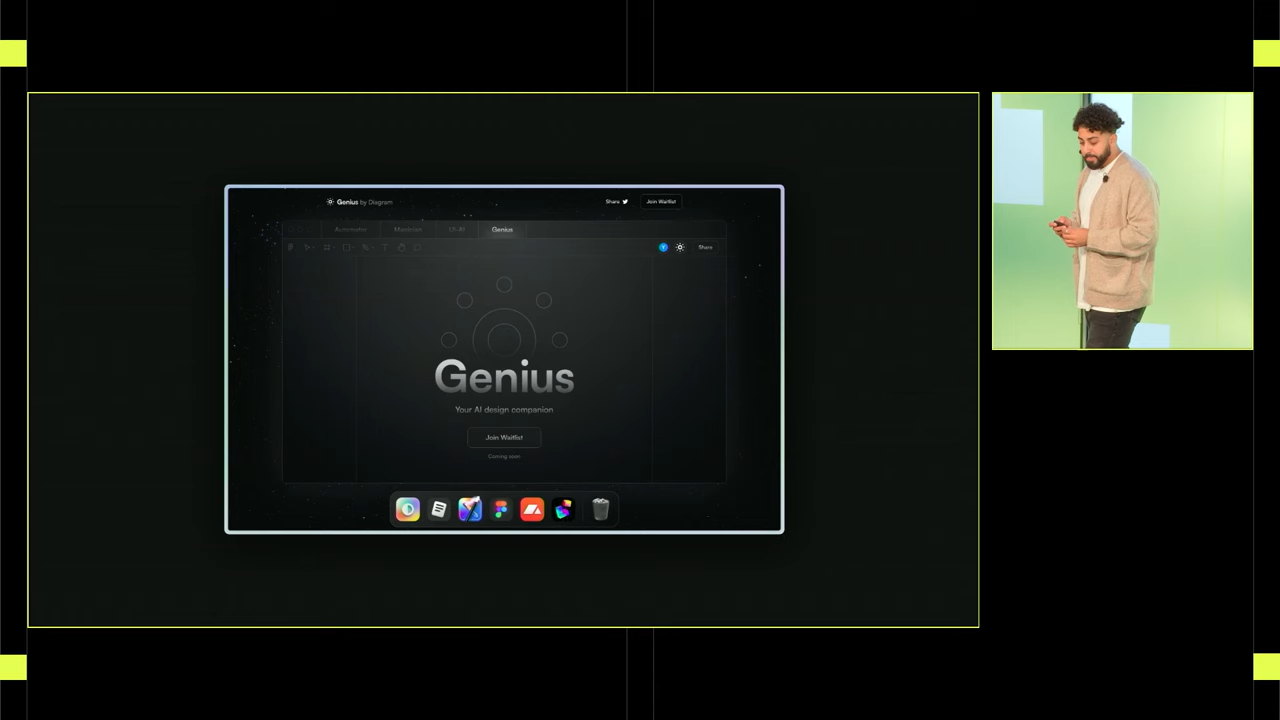 Genius by Diagram
Share
Join Waitlist
Automator
Magician
UI-AI
Genius
Share
Genius
Your AI design companion
Join Waitlist
Coming soon